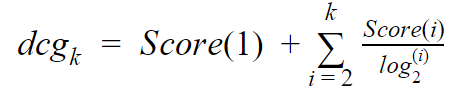 dcg_k = Score(1) + \sum_{i=2}^{k} \frac{Score(i)}{log_2^{(i)}}